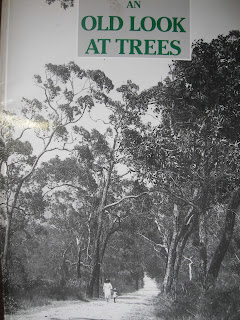 AN
OLD LOOK
AT TREES